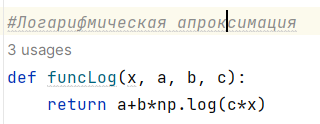 #Логарифмическая апроксимация
3 usages
def funcLog(x, a, b, c):
    return a+b*np.log(c*x)